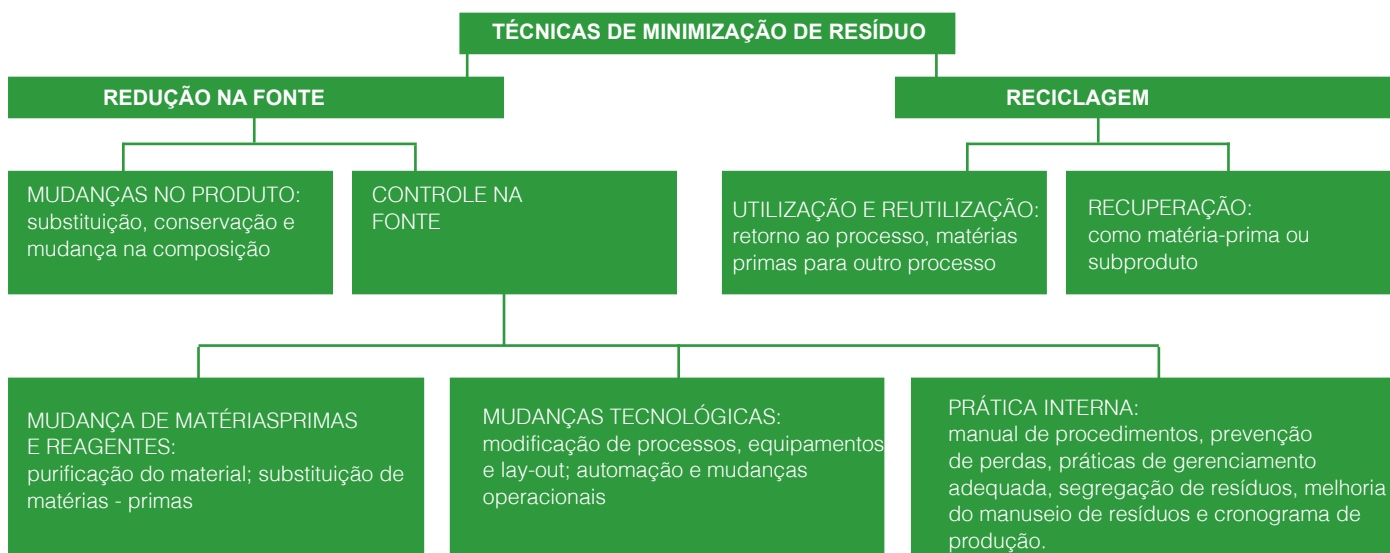 TÉCNICAS DE MINIMIZAÇÃO DE RESÍDUO
REDUÇÃO NA FONTE
RECICLAGEM
MUDANÇAS NO PRODUTO:
substituição, conservação e
mudança na composição
CONTROLE NA
FONTE
UTILIZAÇÃO E REUTILIZAÇÃO:
retorno ao processo, matérias
primas para outro processo
RECUPERAÇÃO:
como matéria-prima ou
subproduto
MUDANÇA DE MATÉRIASPRIMAS
E REAGENTES:
purificação do material; substituição de
matérias - primas
MUDANÇAS TECNOLÓGICAS:
modificação de processos, equipamentos
e lay-out; automação e mudanças
operacionais
PRÁTICA INTERNA:
manual de procedimentos, prevenção
de perdas, práticas de gerenciamento
adequada, segregação de resíduos, melhoria
do manuseio de resíduos e cronograma de
produção.